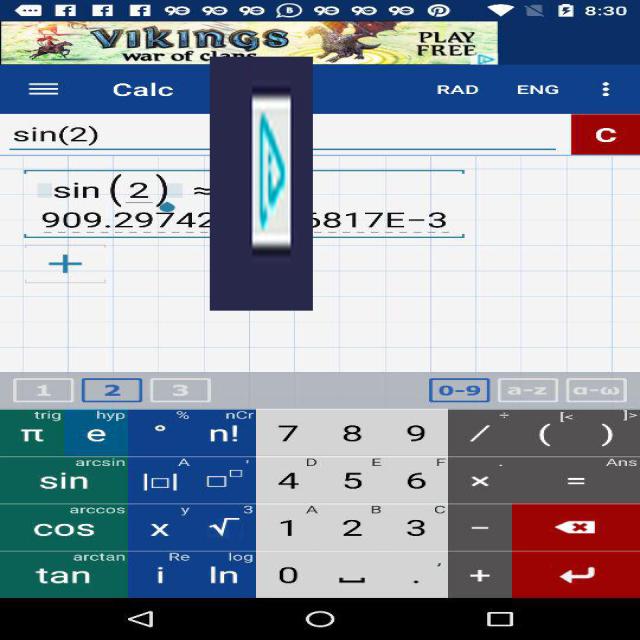 8:30
VIKINGS
war of clans
PLAY
FREE
Calc RAD ENG
sin(2) C
sin(2) ≈
909.29742 6817E−3
+
1 2 3 0-9 a-z α-ω
trig hyp % nCr ÷ [< ]>
π e ° n! 7 8 9 / ( )
arcsin A ' D E F . Ans
sin |□| □□ 4 5 6 × =
arccos y 3 A B C
cos x √ 1 2 3 −
arctan Re log ʼ
tan i ln 0 . +